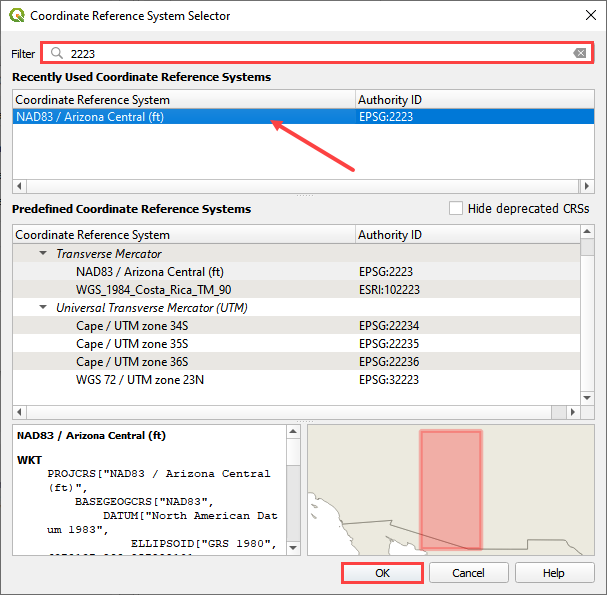 Coordinate Reference System Selector
Filter 2223
Recently Used Coordinate Reference Systems
Coordinate Reference System Authority ID
NAD83 / Arizona Central (ft) EPSG:2223
Predefined Coordinate Reference Systems Hide deprecated CRSs
Coordinate Reference System Authority ID
Transverse Mercator
NAD83 / Arizona Central (ft) EPSG:2223
WGS_1984_Costa_Rica_TM_90 ESRI:102223
Universal Transverse Mercator (UTM)
Cape / UTM zone 34S EPSG:22234
Cape / UTM zone 35S EPSG:22235
Cape / UTM zone 36S EPSG:22236
WGS 72 / UTM zone 23N EPSG:32223
NAD83 / Arizona Central (ft)
WKT
PROJCRS["NAD83 / Arizona Central
(ft)",
BASEGEOGCRS["NAD83",
DATUM["North American Dat
um 1983",
ELLIPSOID["GRS 1980",
OK Cancel Help